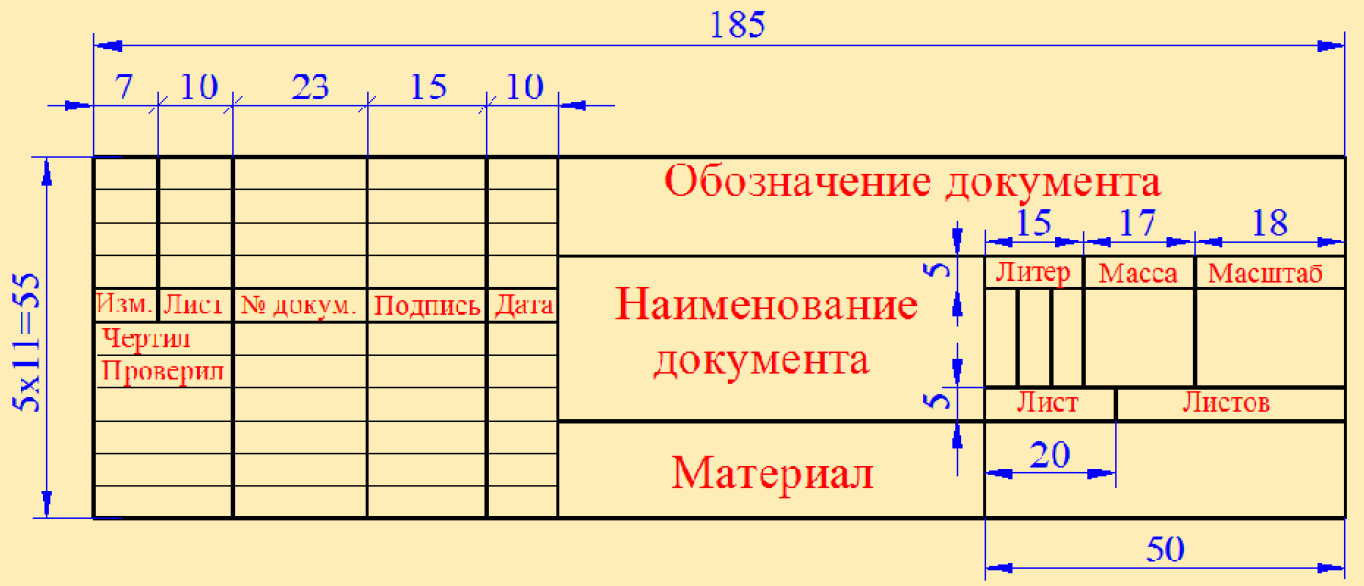 185
7 10 23 15 10
Обозначение документа
15 17 18
5
Литер Масса Масштаб
5х11=55
Изм. Лист № докум. Подпись Дата
Наименование
документа
Чертил
Проверил
5
Лист Листов
20
Материал
50